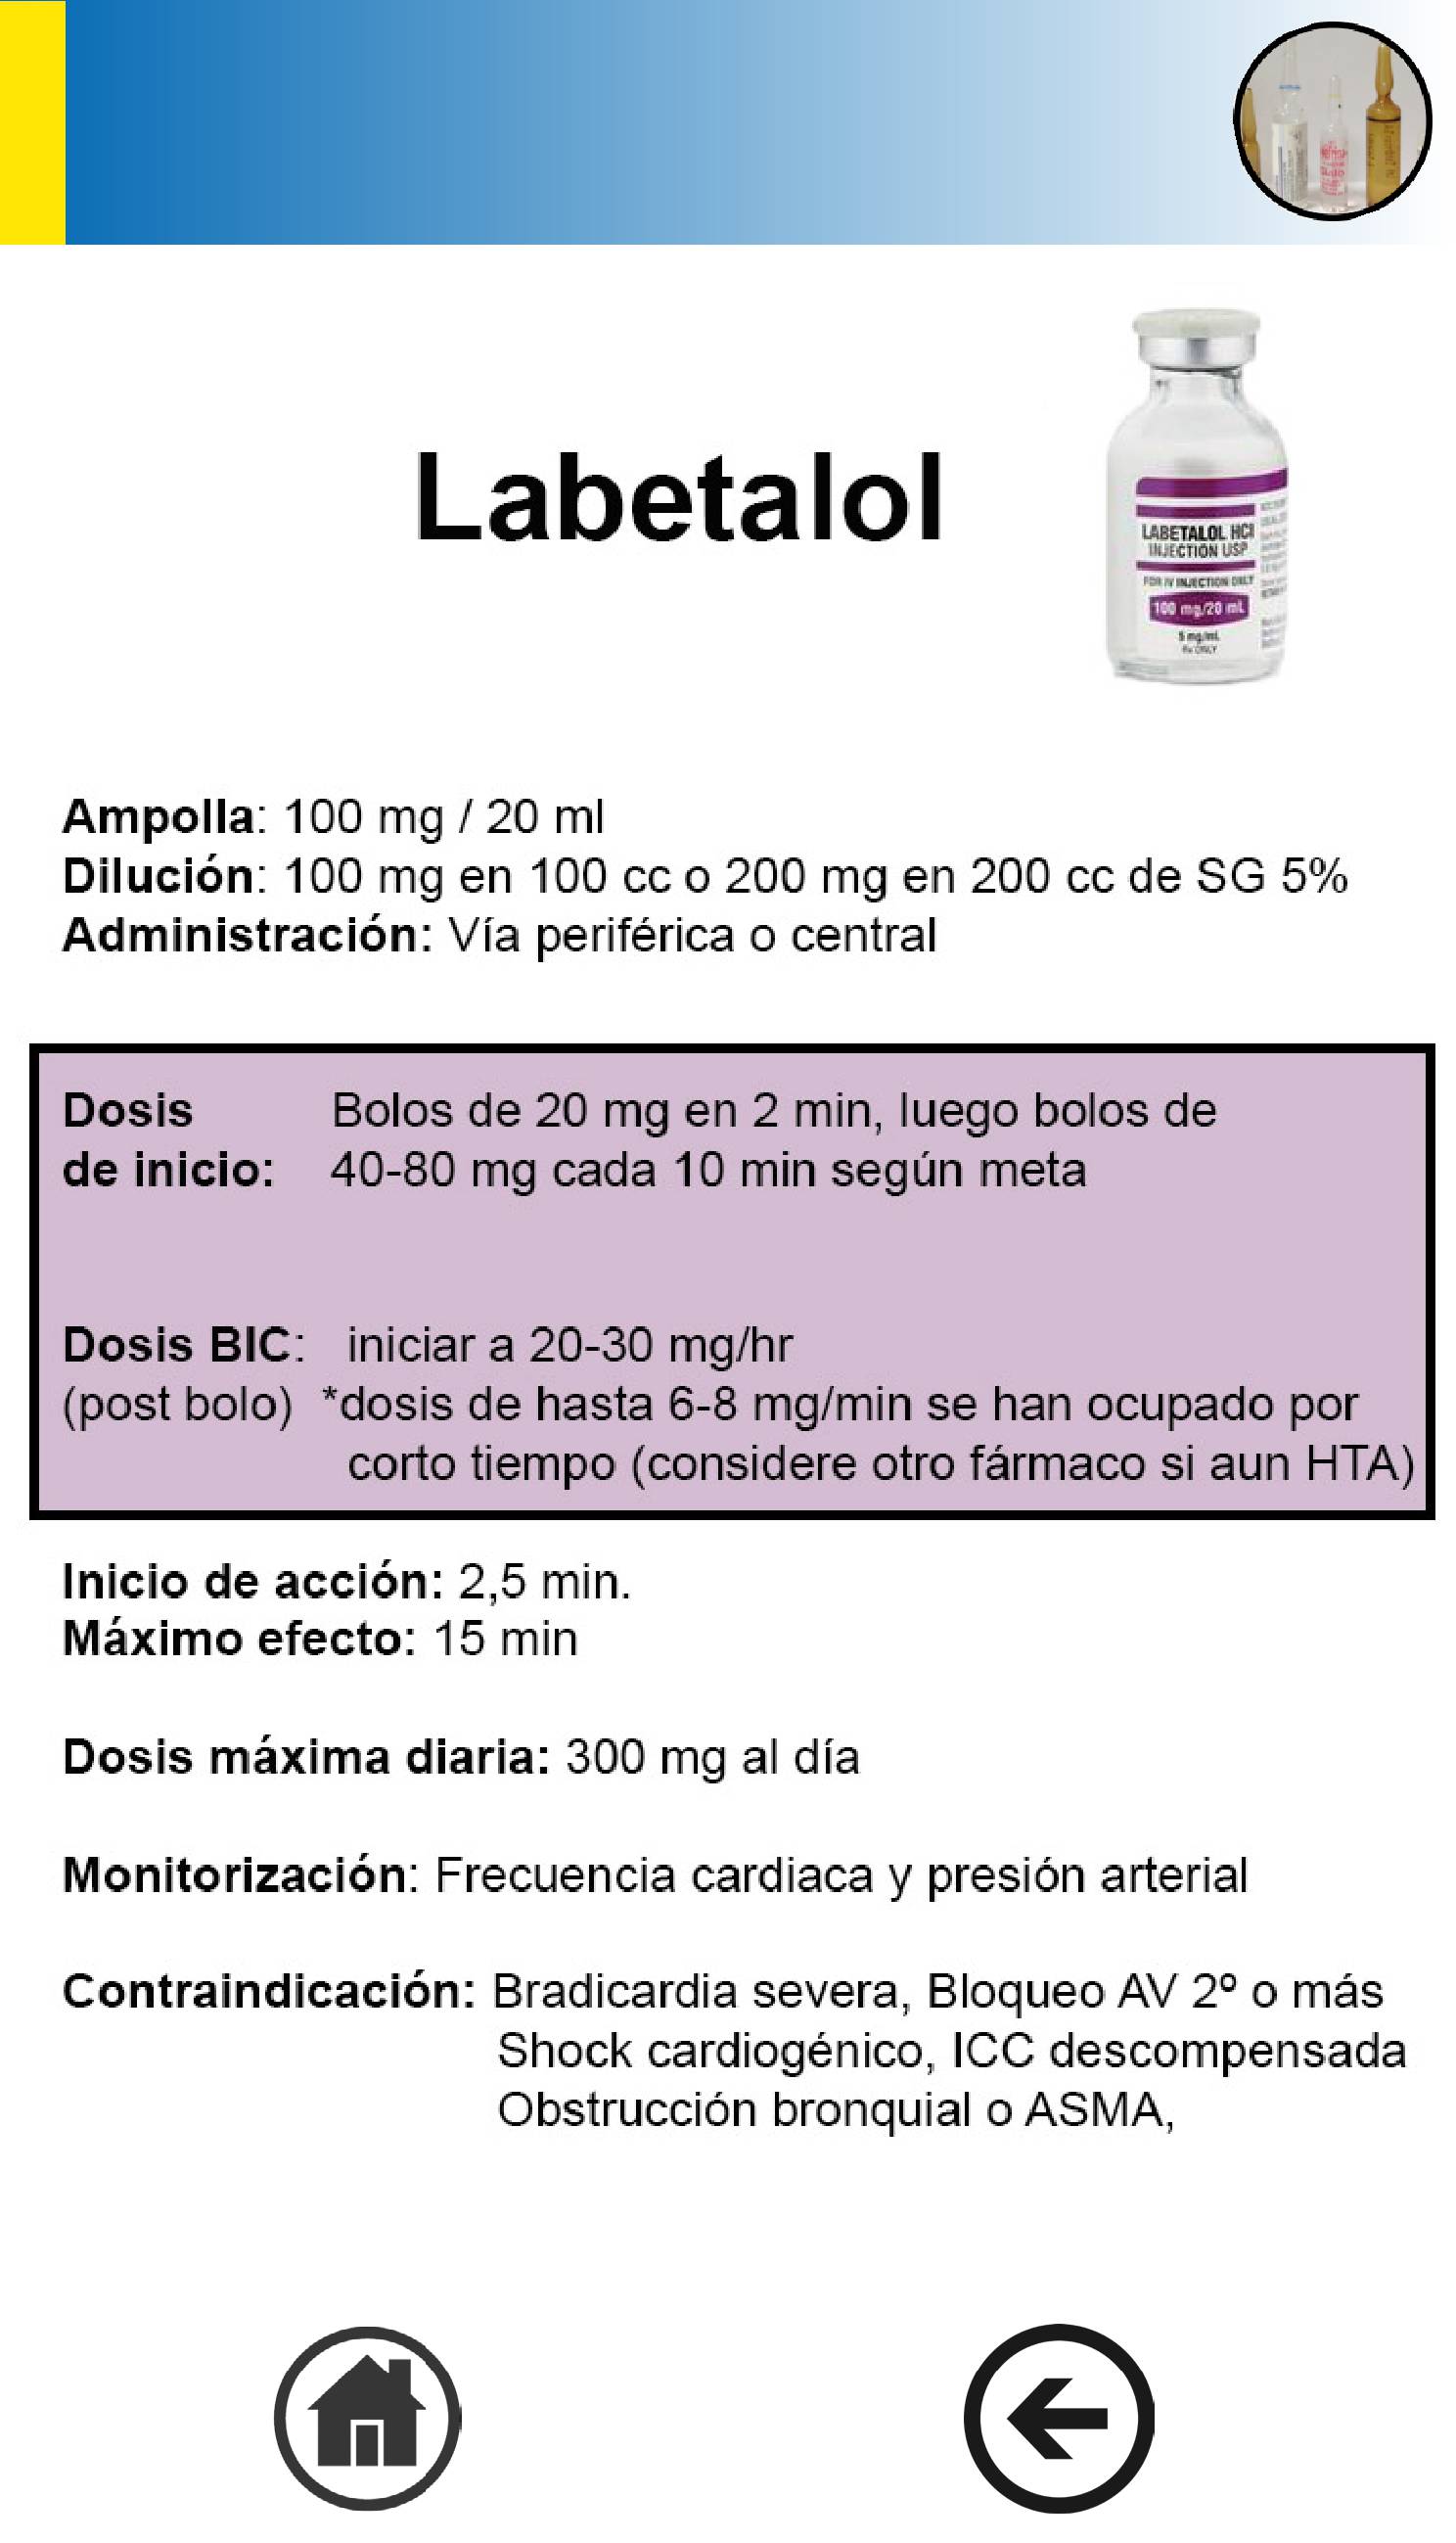 Labetalol
LABETALOL HCl
INJECTION USP
FOR IV INJECTION ONLY
100 mg/20 mL
5 mg/mL
Rx ONLY
Ampolla: 100 mg / 20 ml
Dilución: 100 mg en 100 cc o 200 mg en 200 cc de SG 5%
Administración: Vía periférica o central
Dosis Bolos de 20 mg en 2 min, luego bolos de
de inicio: 40-80 mg cada 10 min según meta
Dosis BIC: iniciar a 20-30 mg/hr
(post bolo) *dosis de hasta 6-8 mg/min se han ocupado por
corto tiempo (considere otro fármaco si aun HTA)
Inicio de acción: 2,5 min.
Máximo efecto: 15 min
Dosis máxima diaria: 300 mg al día
Monitorización: Frecuencia cardiaca y presión arterial
Contraindicación: Bradicardia severa, Bloqueo AV 2º o más
Shock cardiogénico, ICC descompensada
Obstrucción bronquial o ASMA,